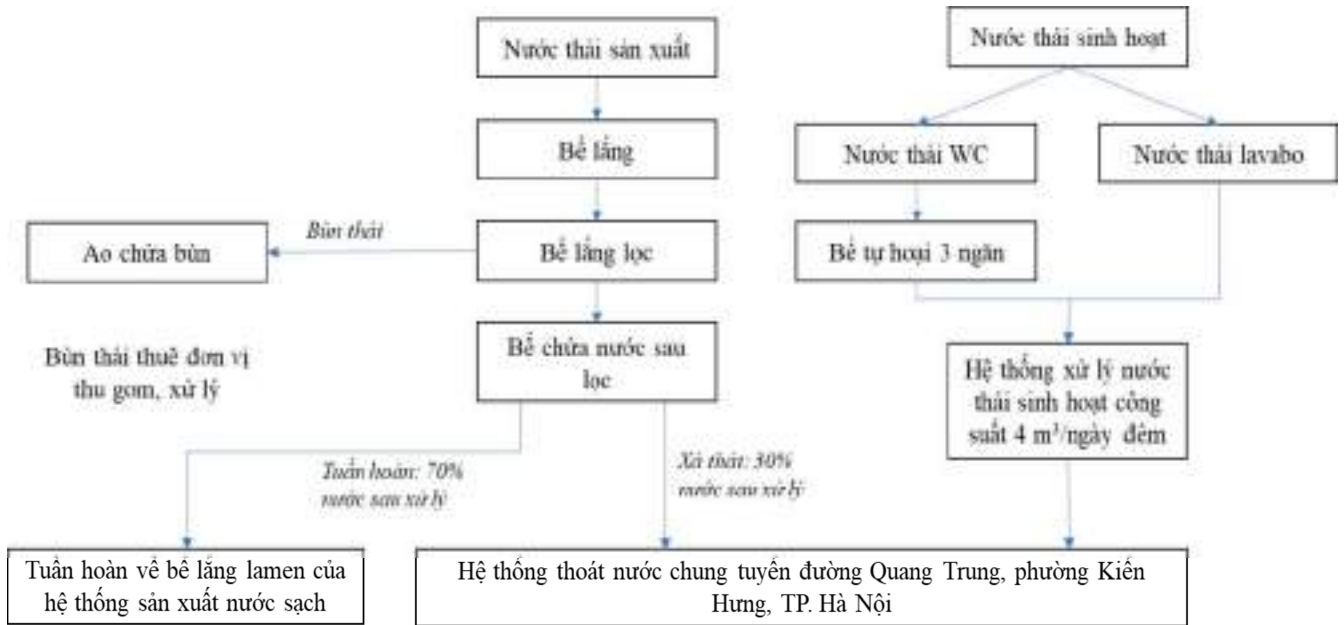 Nước thải sản xuất
Nước thải sinh hoạt
Bể lắng
Nước thải WC
Nước thải lavabo
Bùn thải
Ao chứa bùn
Bể lắng lọc
Bể tự hoại 3 ngăn
Bể chứa nước sau
lọc
Bùn thải thuê đơn vị
thu gom, xử lý
Hệ thống xử lý nước
thải sinh hoạt công
suất 4 m³/ngày đêm
Tuần hoàn: 70%
nước sau xử lý
Xả thải: 30%
nước sau xử lý
Tuần hoàn về bể lắng lamen của
hệ thống sản xuất nước sạch
Hệ thống thoát nước chung tuyến đường Quang Trung, phường Kiến
Hưng, TP. Hà Nội